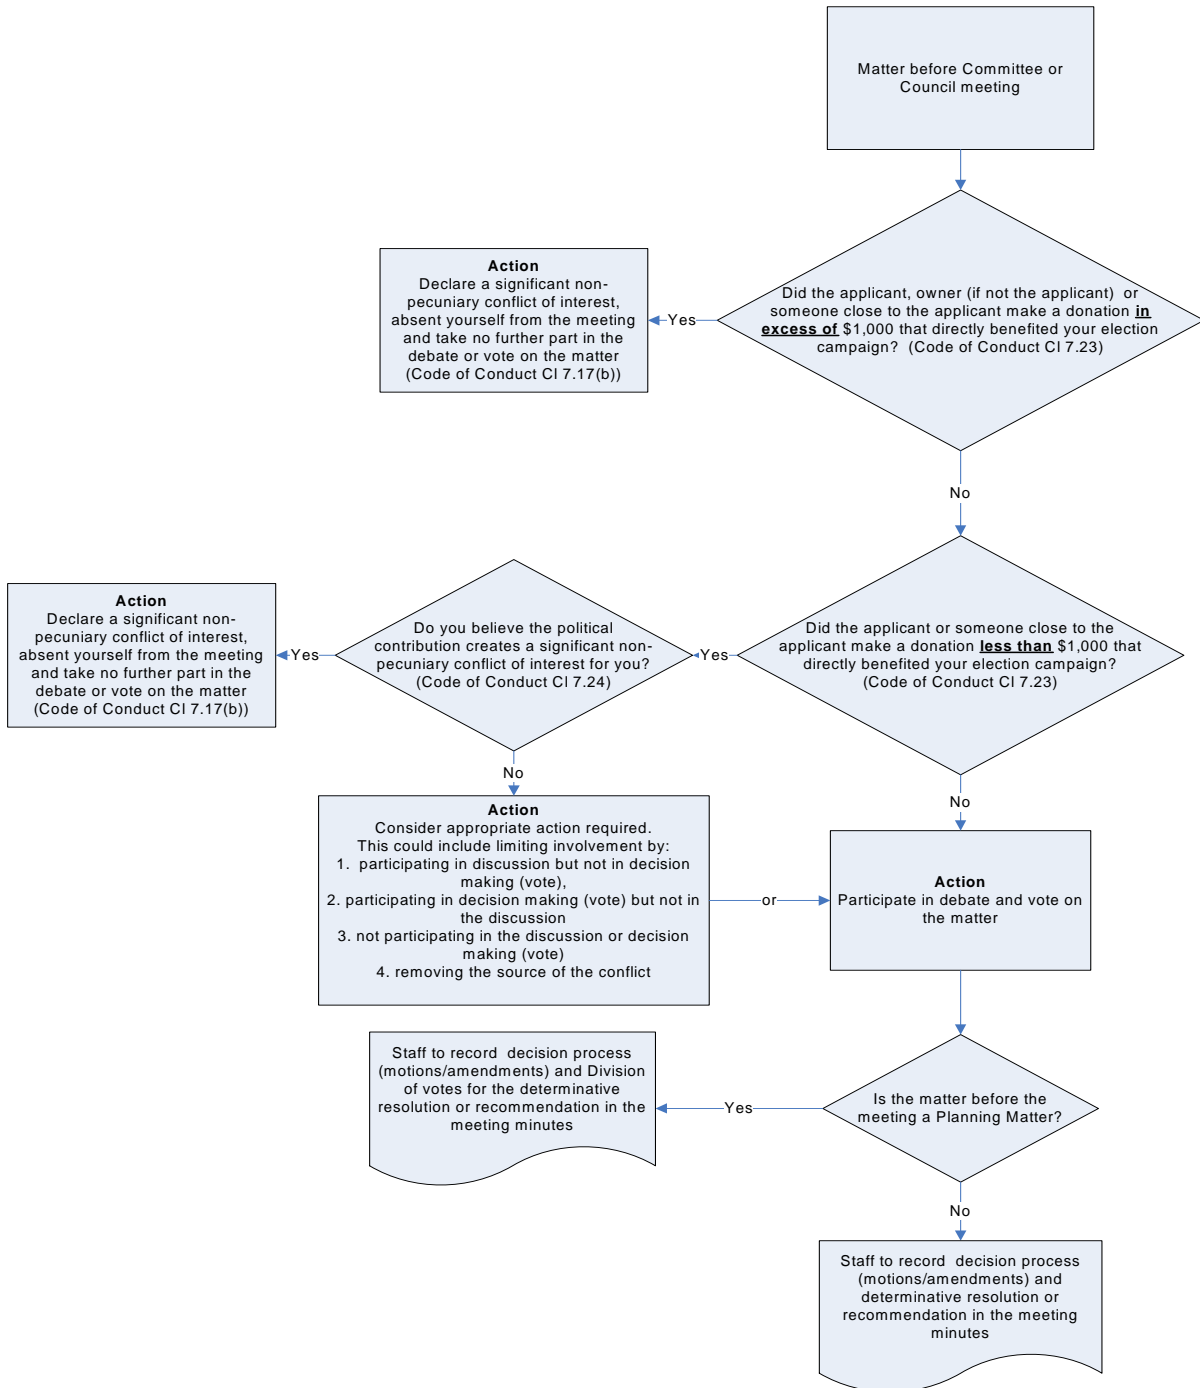 Matter before Committee or
Council meeting
Did the applicant, owner (if not the applicant)  or
someone close to the applicant make a donation in
excess of $1,000 that directly benefited your election
campaign?  (Code of Conduct Cl 7.23)
Yes
Action
Declare a significant non-
pecuniary conflict of interest,
absent yourself from the meeting
and take no further part in the
debate or vote on the matter
(Code of Conduct Cl 7.17(b))
No
Did the applicant or someone close to the
applicant make a donation less than $1,000 that
directly benefited your election campaign?
(Code of Conduct Cl 7.23)
Yes
Do you believe the political
contribution creates a significant non-
pecuniary conflict of interest for you?
(Code of Conduct Cl 7.24)
Yes
Action
Declare a significant non-
pecuniary conflict of interest,
absent yourself from the meeting
and take no further part in the
debate or vote on the matter
(Code of Conduct Cl 7.17(b))
No
Action
Consider appropriate action required.
This could include limiting involvement by:
1.  participating in discussion but not in decision
making (vote),
2. participating in decision making (vote) but not in
the discussion
3. not participating in the discussion or decision
making (vote)
4. removing the source of the conflict
or
No
Action
Participate in debate and vote on
the matter
Is the matter before the
meeting a Planning Matter?
Yes
Staff to record  decision process
(motions/amendments) and Division
of votes for the determinative
resolution or recommendation in the
meeting minutes
No
Staff to record  decision process
(motions/amendments) and
determinative resolution or
recommendation in the meeting
minutes